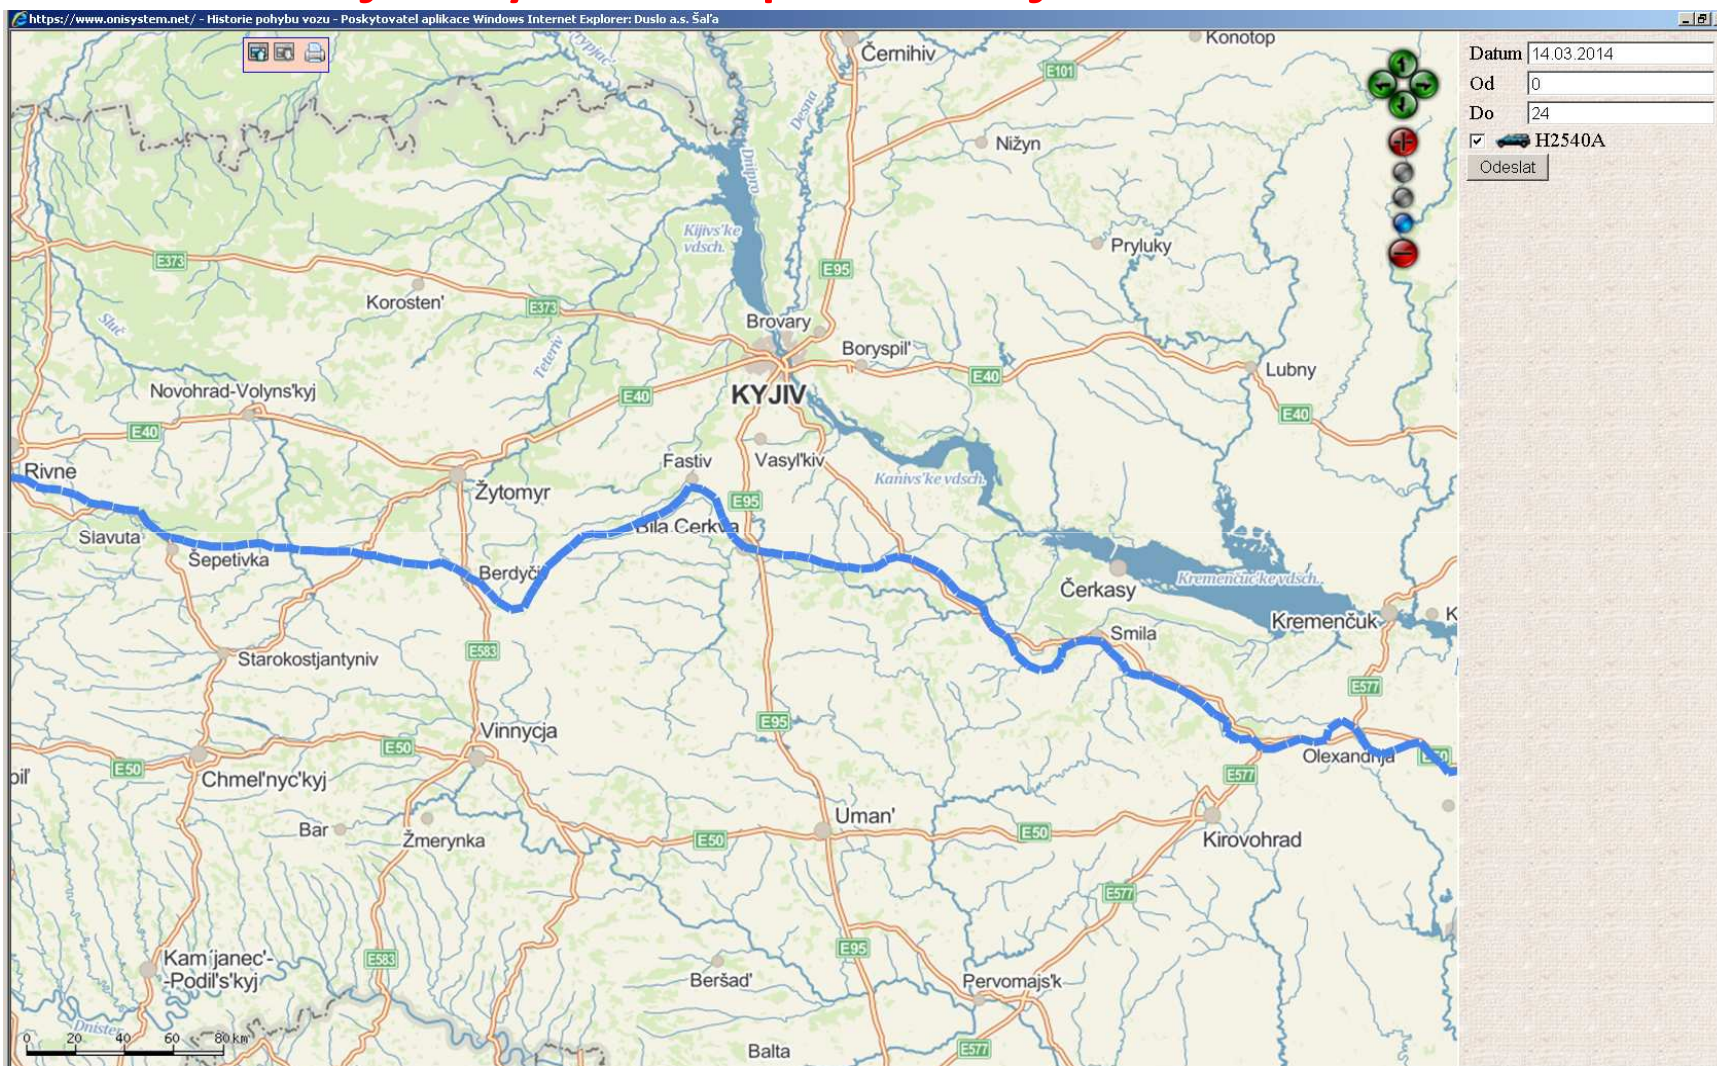 https://www.onisystem.net/ - Historie pohybu vozu - Poskytovatel aplikace Windows Internet Explorer: Duslo a.s. Šaľa
Datum 14.03.2014
Od 0
Do 24
H2540A
Odeslat
Černihiv
Konotop
E101
Desna
Dnipro
Nižyn
Kijivs'ke
vdsch.
Pryluky
E373
E95
Korosten'
E373
Sluč
Teteriv
Brovary
Boryspil'
Lubny
E40
Novohrad-Volyns'kyj
E40
KYJIV
E40
E40
Rivne
Fastiv
Vasyl'kiv
Kanivs'ke vdsch.
Žytomyr
E95
Slavuta
Bila Cerkva
Šepetivka
Berdyči
Čerkasy
Kremenčuc'ke vdsch.
Kremenčuk
K
Smila
Starokostjantyniv
E583
E577
Vinnycja
E95
E50
E50
Olexandrija
Chmel'nyc'kyj
E577
Uman'
Bar
Žmerynka
E50
E50
Kirovohrad
E577
E95
Kam'janec'-
-Podil's'kyj
E583
Beršad'
Pervomajs'k
Dnister
0 20 40 60 80 km
Balta
E577